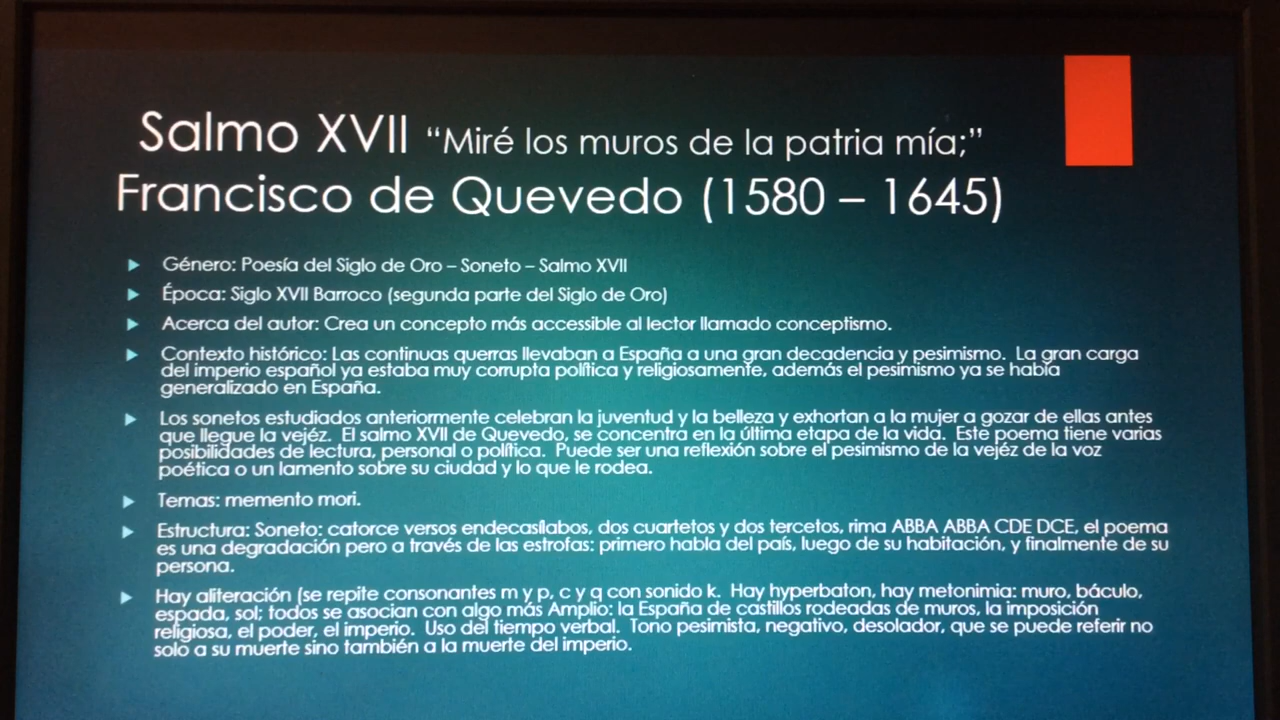 Salmo XVII “Miré los muros de la patria mía;”
Francisco de Quevedo (1580 – 1645)
Género: Poesía del Siglo de Oro – Soneto – Salmo XVII
Época: Siglo XVII Barroco (segunda parte del Siglo de Oro)
Acerca del autor: Crea un concepto más accessible al lector llamado conceptismo.
Contexto histórico: Las continuas querras llevaban a España a una gran decadencia y pesimismo. La gran carga
del imperio español ya estaba muy corrupta política y religiosamente, además el pesimismo ya se había
generalizado en España.
Los sonetos estudiados anteriormente celebran la juventud y la belleza y exhortan a la mujer a gozar de ellas antes
que llegue la vejéz. El salmo XVII de Quevedo, se concentra en la última etapa de la vida. Este poema tiene varias
posibilidades de lectura, personal o política. Puede ser una reflexión sobre el pesimismo de la vejéz de la voz
poética o un lamento sobre su ciudad y lo que le rodea.
Temas: memento mori.
Estructura: Soneto: catorce versos endecasílabos, dos cuartetos y dos tercetos, rima ABBA ABBA CDE DCE, el poema
es una degradación pero a través de las estrofas: primero habla del país, luego de su habitación, y finalmente de su
persona.
Hay aliteración (se repite consonantes m y p, c y q con sonido k. Hay hyperbaton, hay metonimia: muro, báculo,
espada, sol; todos se asocian con algo más Amplio: la España de castillos rodeadas de muros, la imposición
religiosa, el poder, el imperio. Uso del tiempo verbal. Tono pesimista, negativo, desolador, que se puede referir no
solo a su muerte sino también a la muerte del imperio.